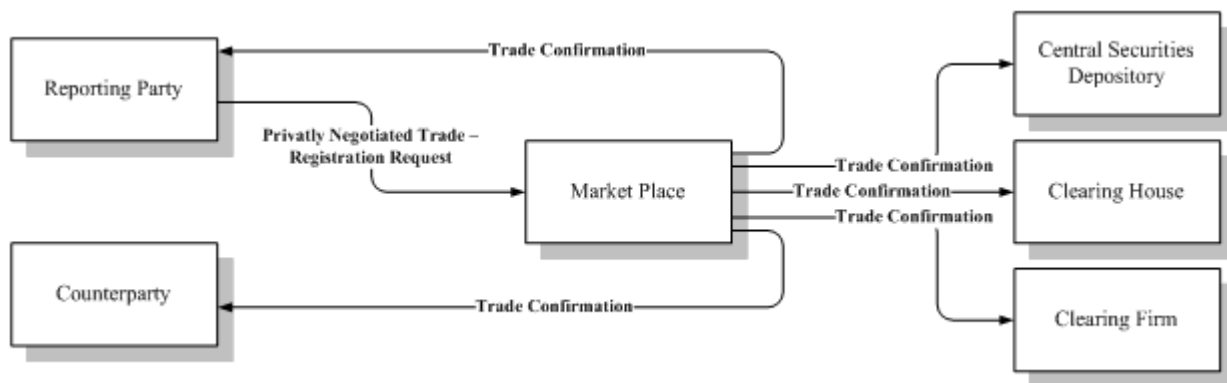 Trade Confirmation
Central Securities
Depository
Reporting Party
Privatly Negotiated Trade –
Registration Request
Trade Confirmation
Market Place
Trade Confirmation
Clearing House
Trade Confirmation
Counterparty
Trade Confirmation
Clearing Firm